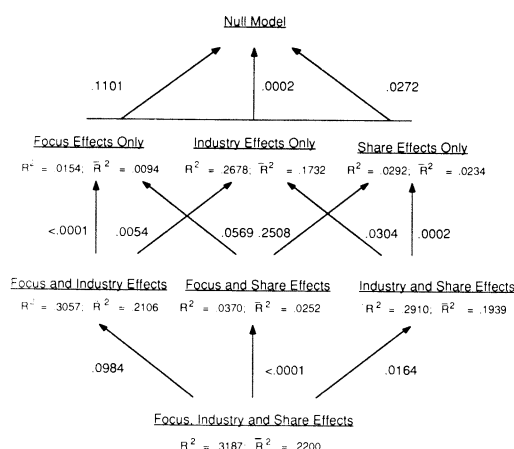 Null Model
.1101 .0002 .0272
Focus Effects Only Industry Effects Only Share Effects Only
R² = .0154; R̄² = .0094 R² = .2678; R̄² = .1732 R² = .0292; R̄² = .0234
<.0001 .0054 .0569 .2508 .0304 .0002
Focus and Industry Effects Focus and Share Effects Industry and Share Effects
R² = .3057; R̄² = .2106 R² = .0370; R̄² = .0252 R² = .2910; R̄² = .1939
.0984 <.0001 .0164
Focus, Industry and Share Effects
R² = .3187; R̄² = .2200